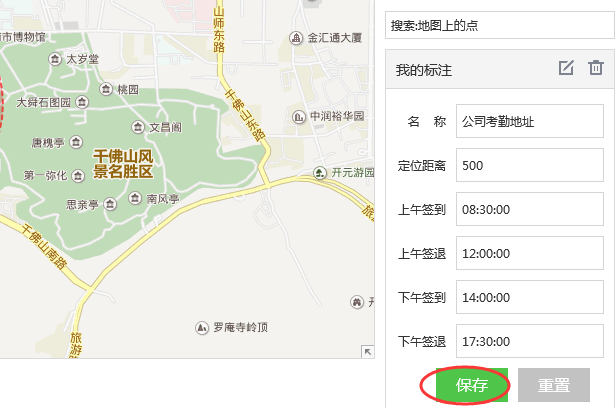 山师东路
金汇通大厦
市博物馆
太岁堂
桃园
大舜石图园
千佛山东路
中润裕华园
文昌阁
唐槐亭
千佛山风
景名胜区
第一弥化
开元游园
思亲亭
南风亭
旅
千佛山南路
罗庵寺岭顶
旅游路
搜索:地图上的点
我的标注
名 称 公司考勤地址
定位距离 500
上午签到 08:30:00
上午签退 12:00:00
下午签到 14:00:00
下午签退 17:30:00
保存 重置